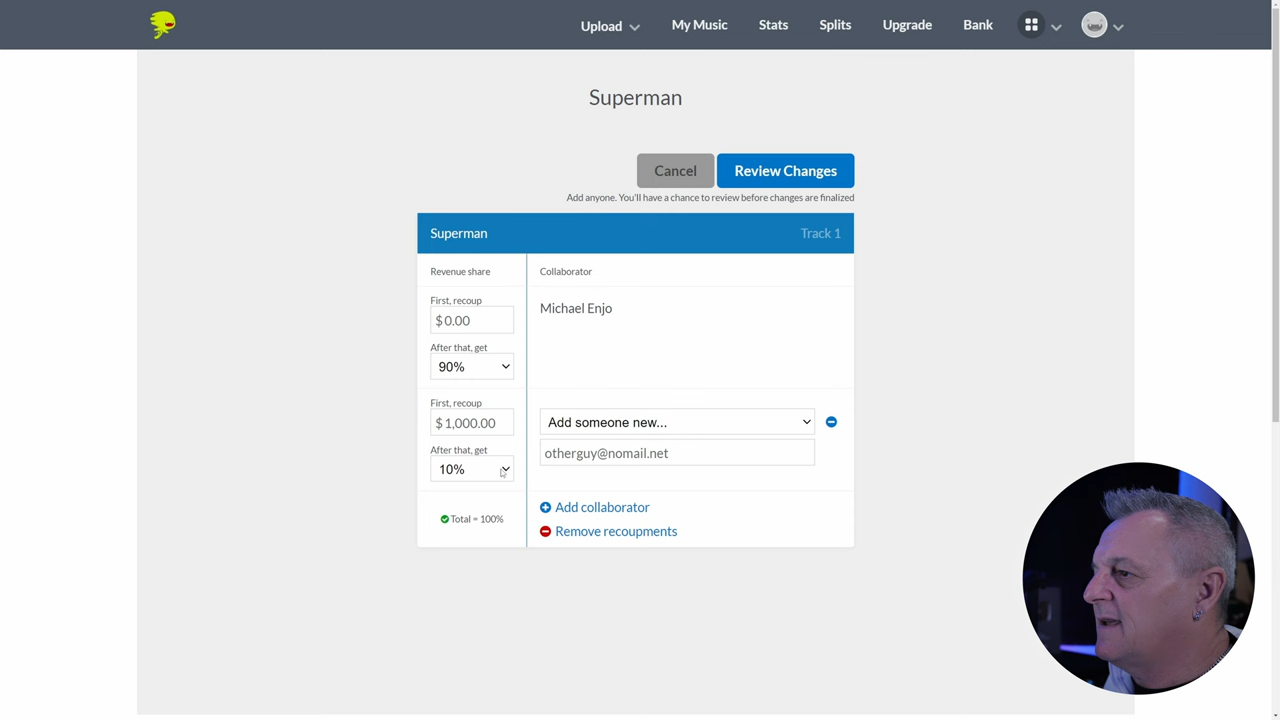 Upload
My Music
Stats
Splits
Upgrade
Bank
Superman
Cancel
Review Changes
Add anyone. You'll have a chance to review before changes are finalized
Superman
Track 1
Revenue share
Collaborator
First, recoup
$0.00
Michael Enjo
After that, get
90%
First, recoup
$1,000.00
Add someone new...
After that, get
otherguy@nomail.net
10%
Add collaborator
Total = 100%
Remove recoupments